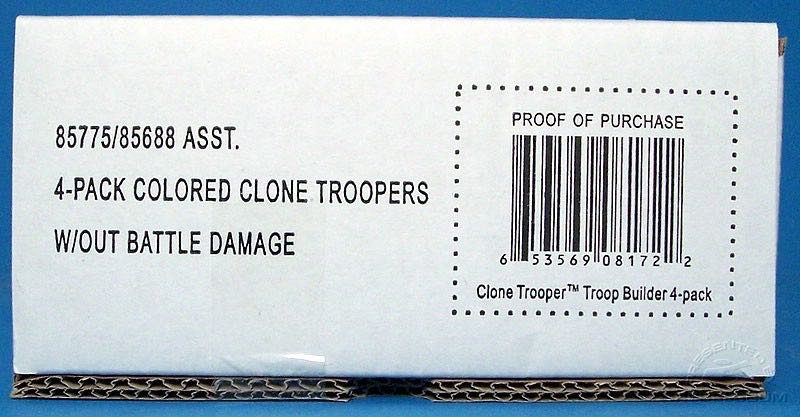 85775/85688 ASST.
4-PACK COLORED CLONE TROOPERS
W/OUT BATTLE DAMAGE
PROOF OF PURCHASE
6 53569 08172 2
Clone Trooper™ Troop Builder 4-pack